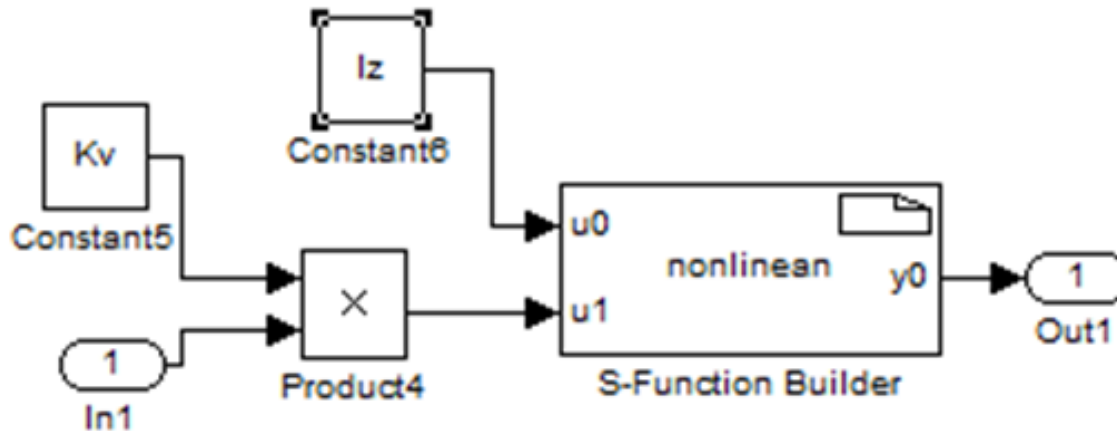 Iz
Constant6
Kv
Constant5
u0
nonlinean
y0
u1
×
1
In1
Product4
S-Function Builder
1
Out1